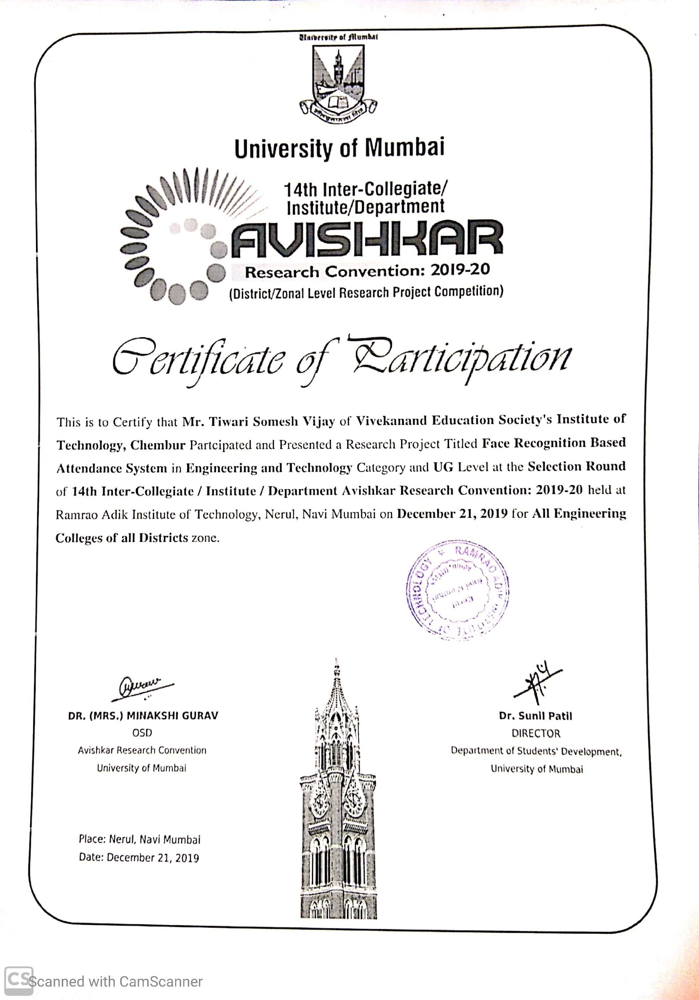 University of Mumbai
University of Mumbai
14th Inter-Collegiate/
Institute/Department
AVISHKAR
Research Convention: 2019-20
(District/Zonal Level Research Project Competition)
Certificate of Participation
This is to Certify that Mr. Tiwari Somesh Vijay of Vivekanand Education Society's Institute of
Technology, Chembur Partcipated and Presented a Research Project Titled Face Recognition Based
Attendance System in Engineering and Technology Category and UG Level at the Selection Round
of 14th Inter-Collegiate / Institute / Department Avishkar Research Convention: 2019-20 held at
Ramrao Adik Institute of Technology, Nerul, Navi Mumbai on December 21, 2019 for All Engineering
Colleges of all Districts zone.
RAMRAO ADIK INSTITUTE OF TECHNOLOGY
Nerul
Navi Mumbai
DR. (MRS.) MINAKSHI GURAV
OSD
Avishkar Research Convention
University of Mumbai
Dr. Sunil Patil
DIRECTOR
Department of Students' Development,
University of Mumbai
Place: Nerul, Navi Mumbai
Date: December 21, 2019
CS Scanned with CamScanner